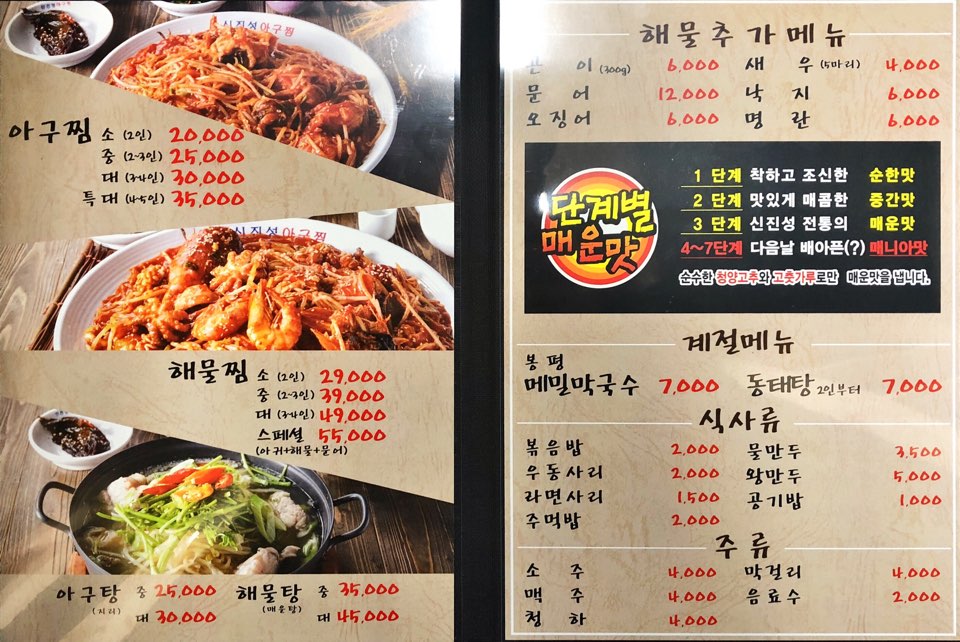 신진성아구찜
아구찜 소 (2인) 20,000
중 (2~3인) 25,000
대 (3~4인) 30,000
특대 (4~5인) 35,000
신진성아구찜
해물찜 소 (2인) 29,000
중 (2~3인) 39,000
대 (3~4인) 49,000
스페셜 55,000
(아귀+해물+문어)
아구탕 중 25,000
(지리) 대 30,000
해물탕 중 35,000
(매운탕) 대 45,000
해물추가메뉴
곤이 (300g) 6,000 새우 (5마리) 4,000
문어 12,000 낙지 6,000
오징어 6,000 명란 6,000
단계별
매운맛
1 단계 착하고 조신한 순한맛
2 단계 맛있게 매콤한 중간맛
3 단계 신진성 전통의 매운맛
4~7단계 다음날 배아픈(?) 매니아맛
순수한 청양고추와 고춧가루로만 매운맛을 냅니다.
계절메뉴
봉평
메밀막국수 7,000 동태탕 2인부터 7,000
식사류
볶음밥 2,000 물만두 3,500
우동사리 2,000 왕만두 5,000
라면사리 1,500 공기밥 1,000
주먹밥 2,000
주류
소주 4,000 막걸리 4,000
맥주 4,000 음료수 2,000
청하 4,000